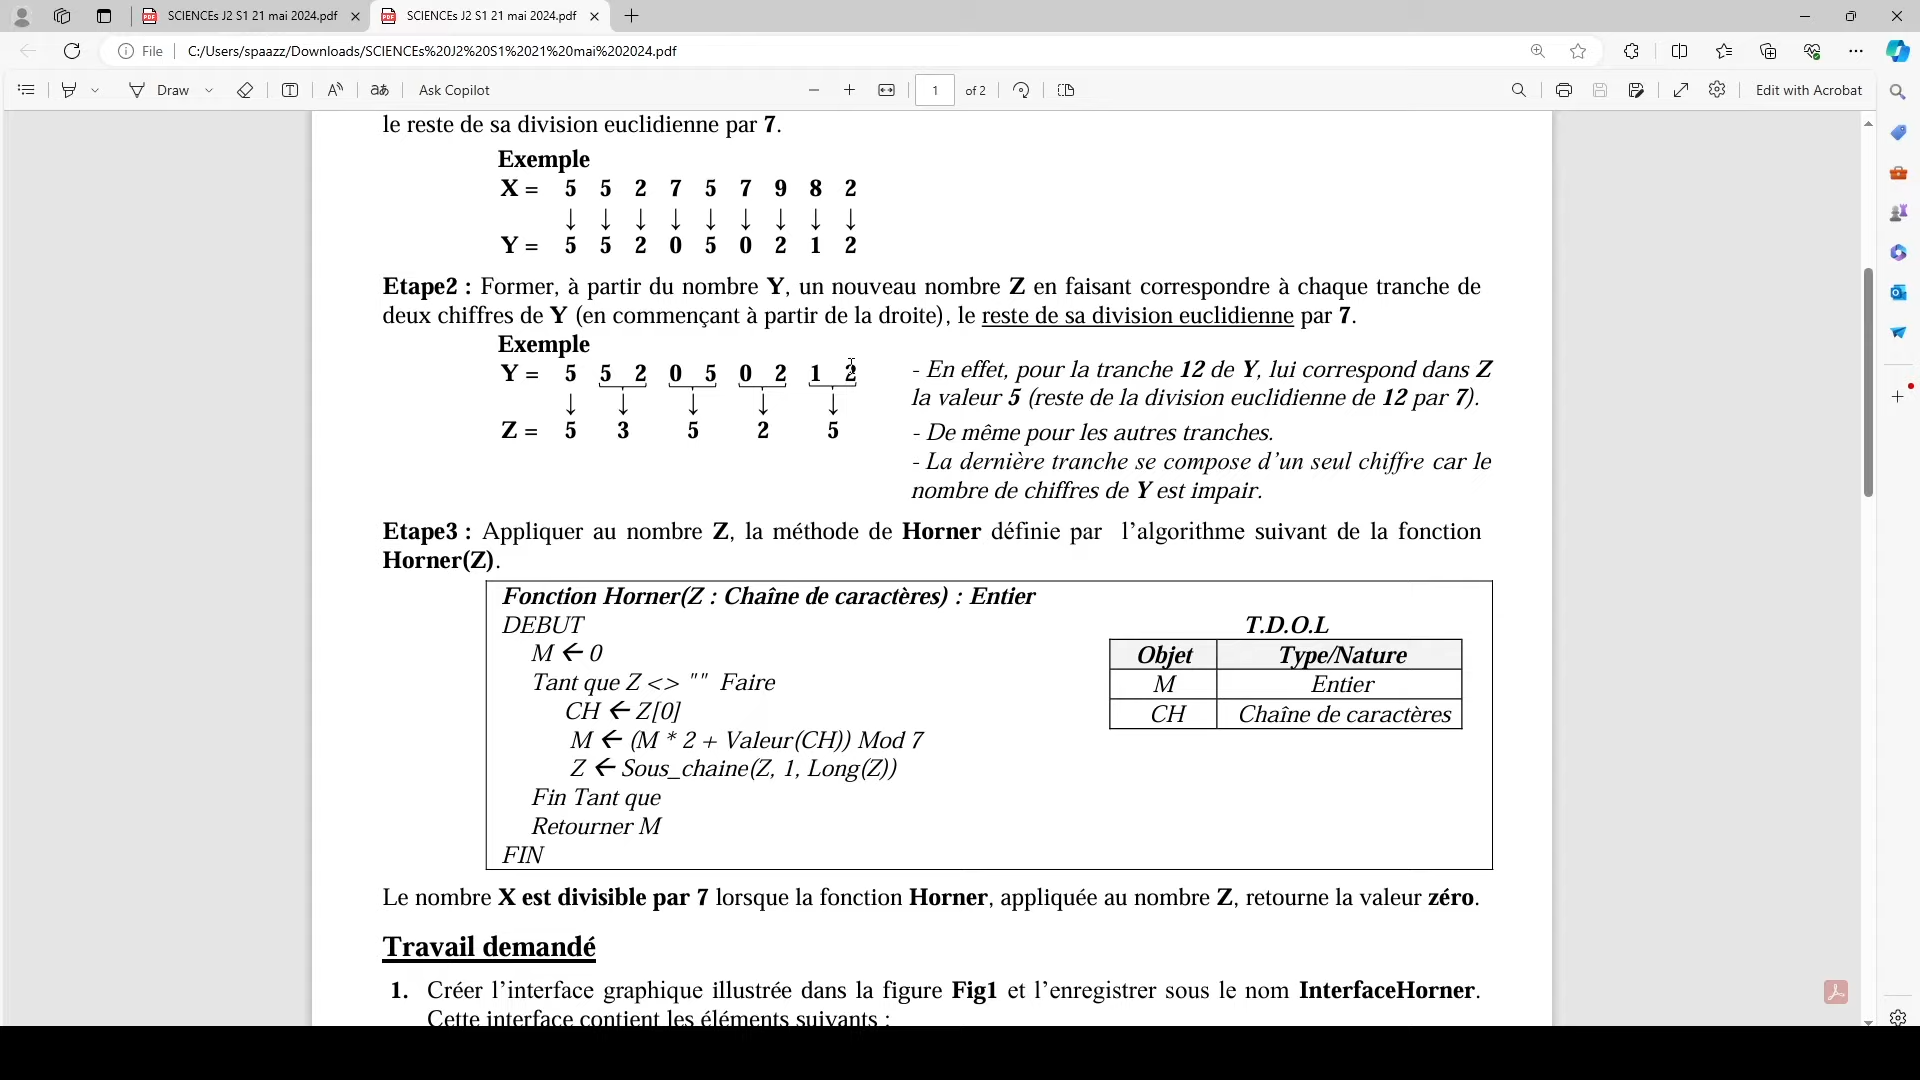 SCIENCEs J2 S1 21 mai 2024.pdf
SCIENCEs J2 S1 21 mai 2024.pdf
File
C:/Users/spaazz/Downloads/SCIENCEs%20J2%20S1%2021%20mai%202024.pdf
Draw
Ask Copilot
1 of 2
Edit with Acrobat
le reste de sa division euclidienne par 7.
Exemple
X = 5 5 2 7 5 7 9 8 2
↓ ↓ ↓ ↓ ↓ ↓ ↓ ↓ ↓
Y = 5 5 2 0 5 0 2 1 2
Etape2 : Former, à partir du nombre Y, un nouveau nombre Z en faisant correspondre à chaque tranche de
deux chiffres de Y (en commençant à partir de la droite), le reste de sa division euclidienne par 7.
Exemple
Y = 5 5 2 0 5 0 2 1 2
↓ ↓ ↓ ↓ ↓
Z = 5 3 5 2 5
- En effet, pour la tranche 12 de Y, lui correspond dans Z
la valeur 5 (reste de la division euclidienne de 12 par 7).
- De même pour les autres tranches.
- La dernière tranche se compose d'un seul chiffre car le
nombre de chiffres de Y est impair.
Etape3 : Appliquer au nombre Z, la méthode de Horner définie par l'algorithme suivant de la fonction
Horner(Z).
Fonction Horner(Z : Chaîne de caractères) : Entier
DEBUT
M ← 0
Tant que Z <> "" Faire
CH ← Z[0]
M ← (M * 2 + Valeur(CH)) Mod 7
Z ← Sous_chaine(Z, 1, Long(Z))
Fin Tant que
Retourner M
FIN
T.D.O.L
Objet Type/Nature
M Entier
CH Chaîne de caractères
Le nombre X est divisible par 7 lorsque la fonction Horner, appliquée au nombre Z, retourne la valeur zéro.
Travail demandé
1. Créer l'interface graphique illustrée dans la figure Fig1 et l'enregistrer sous le nom InterfaceHorner.
Cette interface contient les éléments suivants :